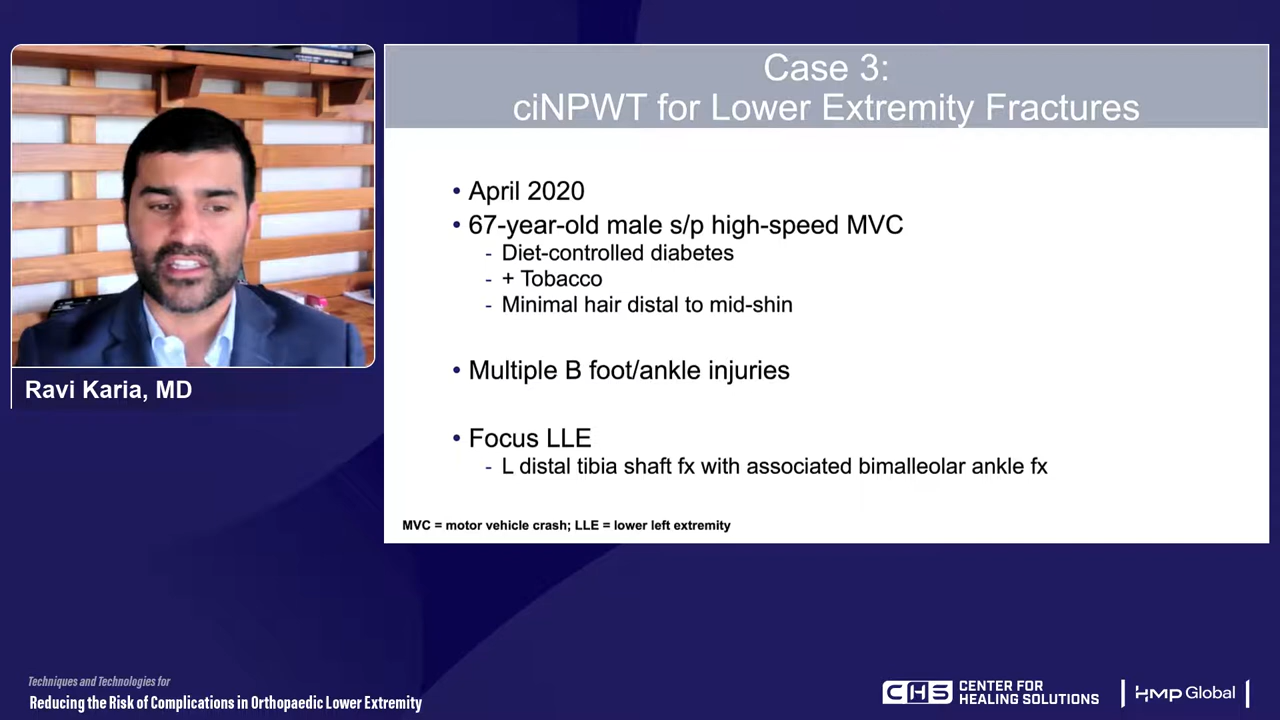 Case 3:
ciNPWT for Lower Extremity Fractures
• April 2020
• 67-year-old male s/p high-speed MVC
- Diet-controlled diabetes
- + Tobacco
- Minimal hair distal to mid-shin
• Multiple B foot/ankle injuries
• Focus LLE
- L distal tibia shaft fx with associated bimalleolar ankle fx
MVC = motor vehicle crash; LLE = lower left extremity
Ravi Karia, MD
Techniques and Technologies for
Reducing the Risk of Complications in Orthopaedic Lower Extremity
CHS CENTER FOR
HEALING SOLUTIONS
HMP Global